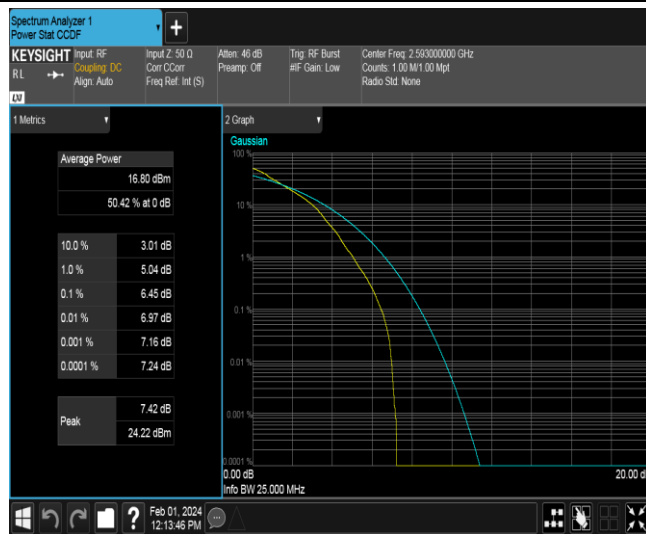 Spectrum Analyzer 1
Power Stat CCDF
+
KEYSIGHT
RL
LXI
Input: RF
Coupling: DC
Align: Auto
Input Z: 50 Ω
Corr CCorr
Freq Ref: Int (S)
Atten: 46 dB
Preamp: Off
Trig: RF Burst
#IF Gain: Low
Center Freq: 2.593000000 GHz
Counts: 1.00 M/1.00 Mpt
Radio Std: None
1 Metrics
Average Power
16.80 dBm
50.42 % at 0 dB
10.0 % 3.01 dB
1.0 % 5.04 dB
0.1 % 6.45 dB
0.01 % 6.97 dB
0.001 % 7.16 dB
0.0001 % 7.24 dB
Peak
7.42 dB
24.22 dBm
2 Graph
Gaussian
100 %
10 %
1 %
0.1 %
0.01 %
0.001 %
0.0001 %
0.00 dB
20.00 d
Info BW 25.000 MHz
?
Feb 01, 2024
12:13:46 PM